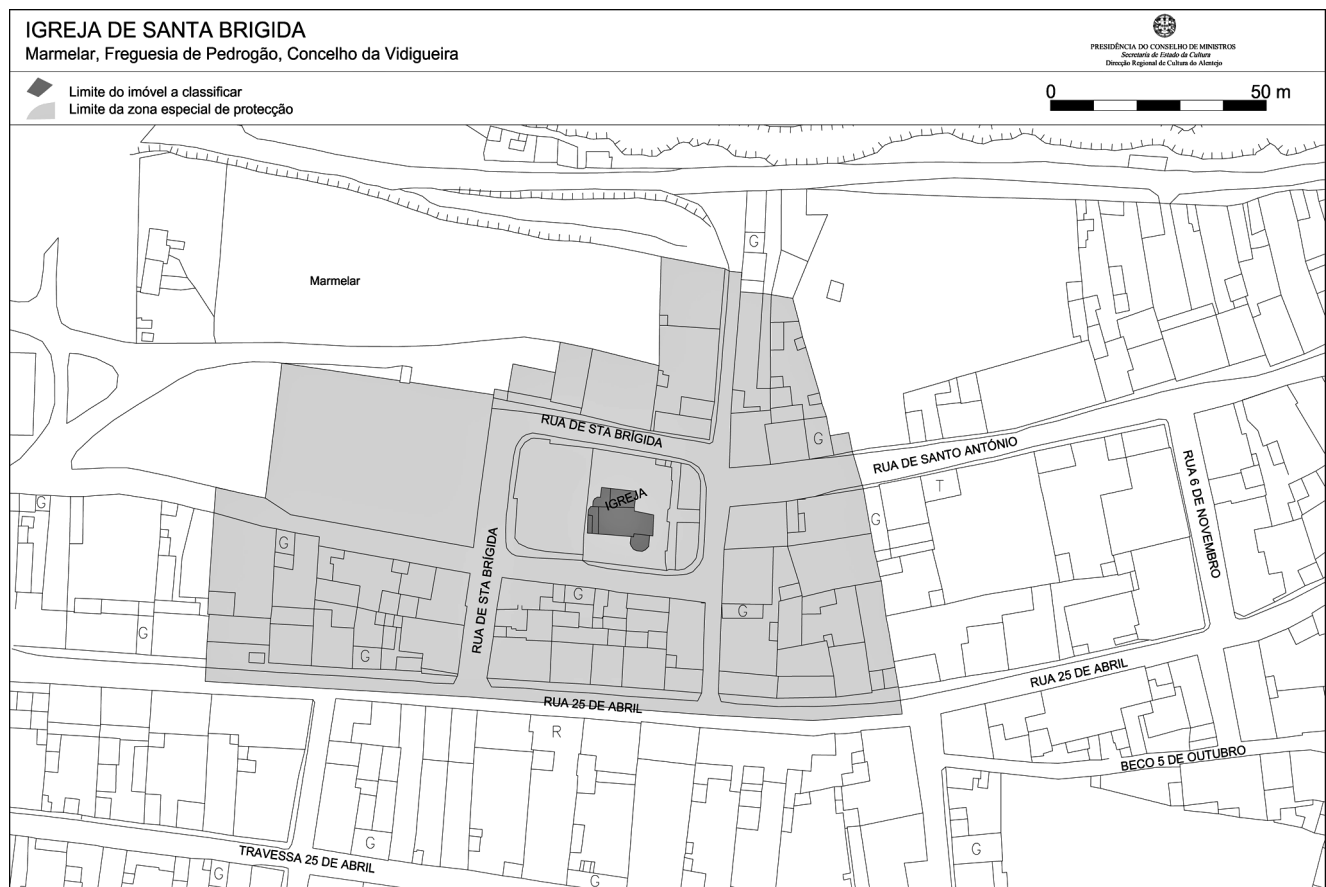 IGREJA DE SANTA BRIGIDA
Marmelar, Freguesia de Pedrogão, Concelho da Vidigueira
PRESIDÊNCIA DO CONSELHO DE MINISTROS
Secretaria de Estado da Cultura
Direcção Regional de Cultura do Alentejo
Limite do imóvel a classificar
Limite da zona especial de protecção
0 50 m
G
Marmelar
RUA DE STA BRÍGIDA
G
RUA DE SANTO ANTÓNIO
T
RUA 6 DE NOVEMBRO
IGREJA
G
G
G
RUA DE STA BRÍGIDA
G
G
G
G
RUA 25 DE ABRIL
RUA 25 DE ABRIL
R
BECO 5 DE OUTUBRO
G
G
TRAVESSA 25 DE ABRIL
G
G